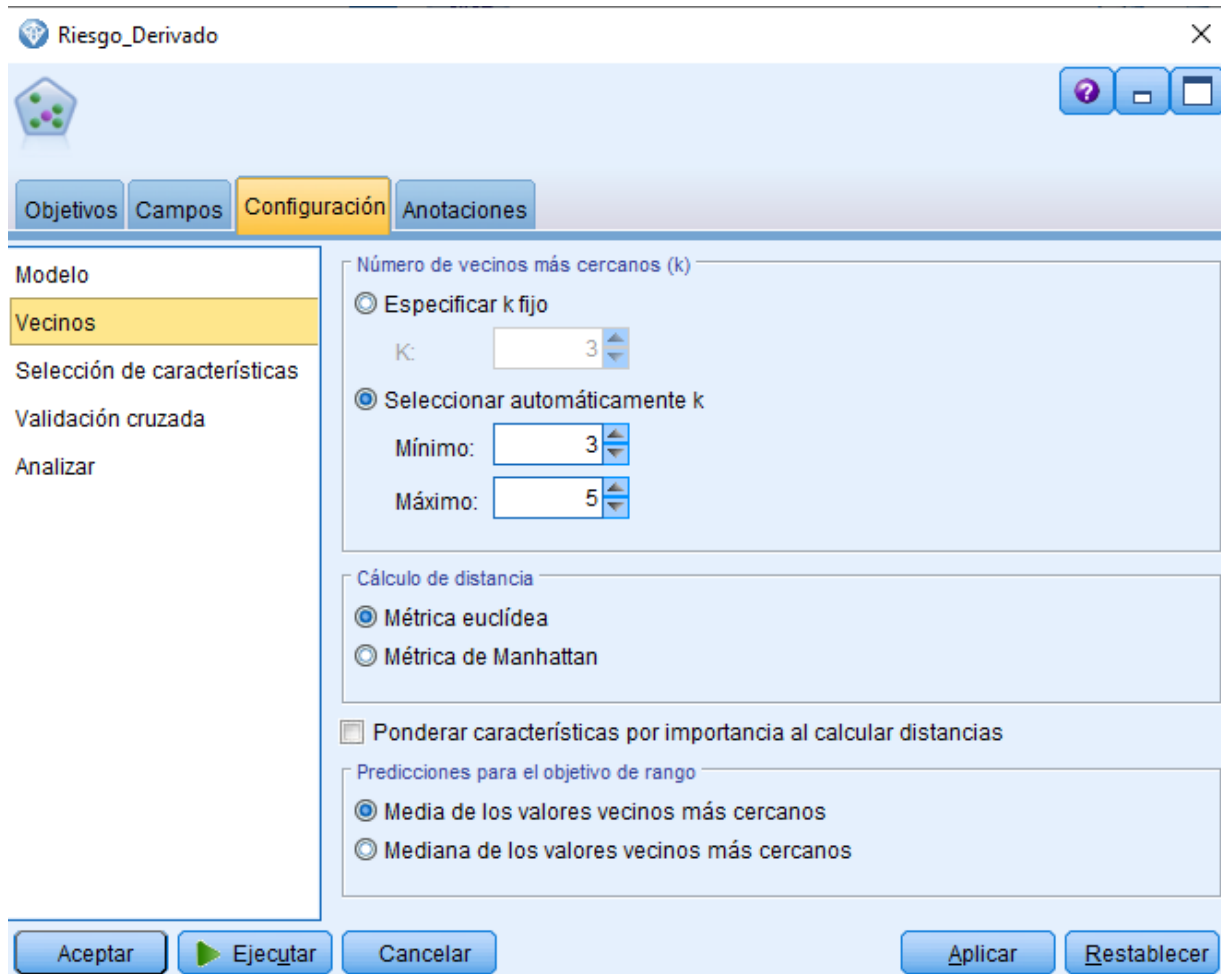 Riesgo_Derivado
Objetivos Campos Configuración Anotaciones
Modelo
Vecinos
Selección de características
Validación cruzada
Analizar
Número de vecinos más cercanos (k)
Especificar k fijo
K: 3
Seleccionar automáticamente k
Mínimo: 3
Máximo: 5
Cálculo de distancia
Métrica euclídea
Métrica de Manhattan
Ponderar características por importancia al calcular distancias
Predicciones para el objetivo de rango
Media de los valores vecinos más cercanos
Mediana de los valores vecinos más cercanos
Aceptar Ejecutar Cancelar Aplicar Restablecer